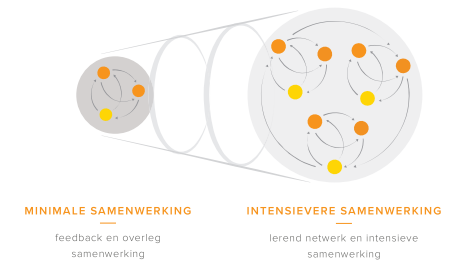 MINIMALE SAMENWERKING
feedback en overleg
samenwerking
INTENSIEVERE SAMENWERKING
lerend netwerk en intensieve
samenwerking